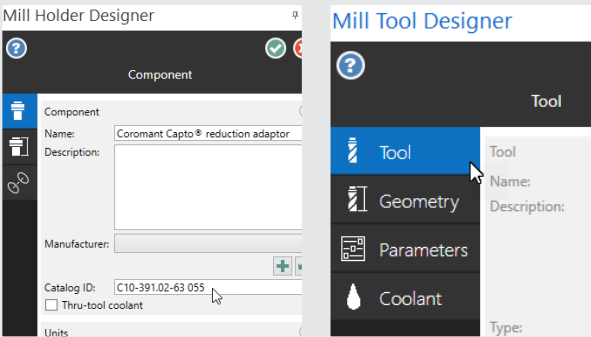 Mill Holder Designer
?
Component
Component
Name: Coromant Capto® reduction adaptor
Description:
Manufacturer:
Catalog ID: C10-391.02-63 055
Thru-tool coolant
Units
Mill Tool Designer
?
Tool
Tool
Geometry
Parameters
Coolant
Tool
Name:
Description:
Type: